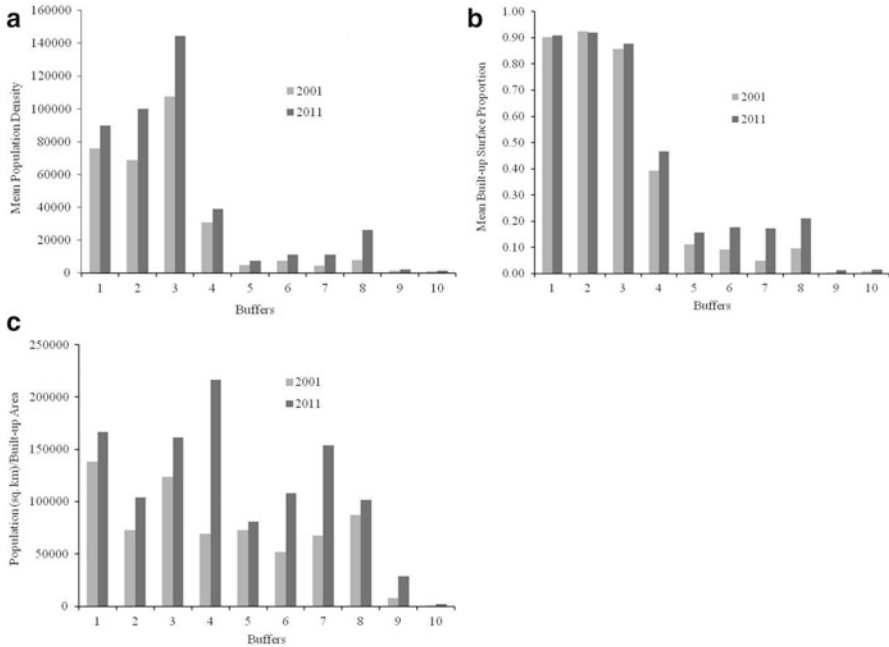 a
160000
140000
120000
100000
80000
60000
40000
20000
0
Mean Population Density
2001
2011
1 2 3 4 5 6 7 8 9 10
Buffers
b
1.00
0.90
0.80
0.70
0.60
0.50
0.40
0.30
0.20
0.10
0.00
Mean Built-up Surface Proportion
2001
2011
1 2 3 4 5 6 7 8 9 10
Buffers
c
250000
200000
150000
100000
50000
0
Population (sq. km)/Built-up Area
2001
2011
1 2 3 4 5 6 7 8 9 10
Buffers